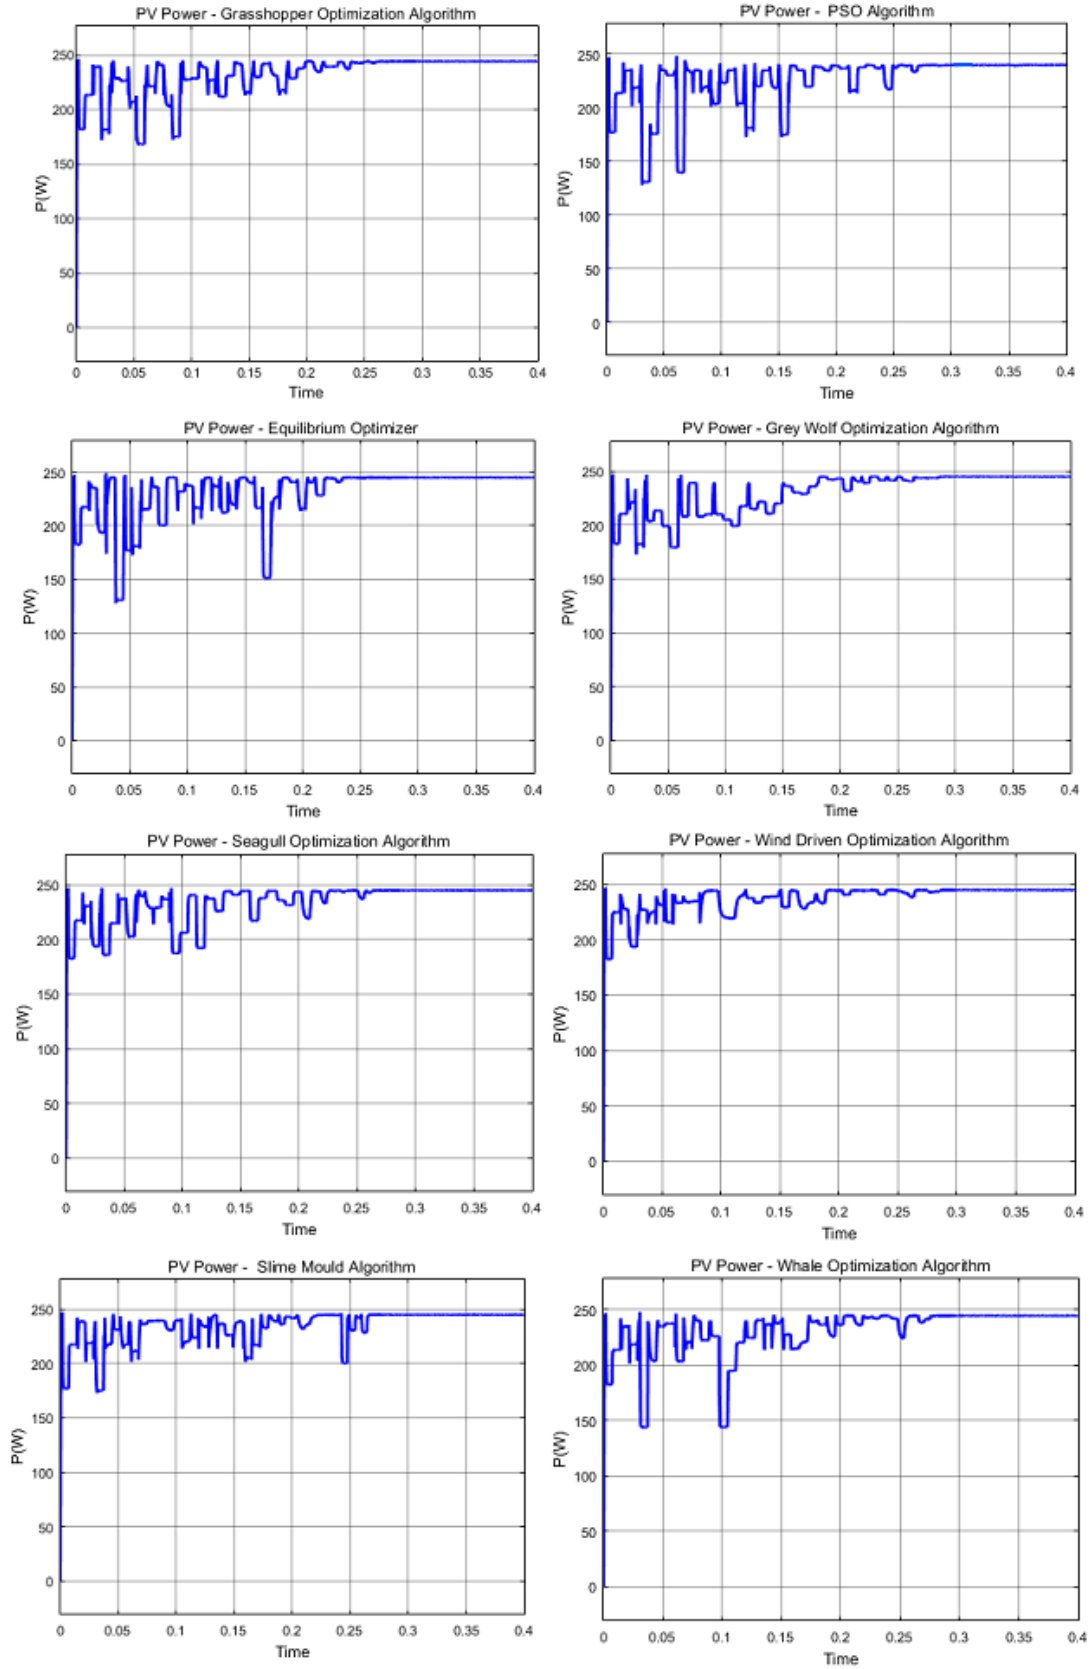 PV Power - Grasshopper Optimization Algorithm
250
200
150
100
50
0
P(W)
0 0.05 0.1 0.15 0.2 0.25 0.3 0.35 0.4
Time
PV Power - PSO Algorithm
250
200
150
100
50
0
P(W)
0 0.05 0.1 0.15 0.2 0.25 0.3 0.35 0.4
Time
PV Power - Equilibrium Optimizer
250
200
150
100
50
0
P(W)
0 0.05 0.1 0.15 0.2 0.25 0.3 0.35 0.4
Time
PV Power - Grey Wolf Optimization Algorithm
250
200
150
100
50
0
P(W)
0 0.05 0.1 0.15 0.2 0.25 0.3 0.35 0.4
Time
PV Power - Seagull Optimization Algorithm
250
200
150
100
50
0
P(W)
0 0.05 0.1 0.15 0.2 0.25 0.3 0.35 0.4
Time
PV Power - Wind Driven Optimization Algorithm
250
200
150
100
50
0
P(W)
0 0.05 0.1 0.15 0.2 0.25 0.3 0.35 0.4
Time
PV Power - Slime Mould Algorithm
250
200
150
100
50
0
P(W)
0 0.05 0.1 0.15 0.2 0.25 0.3 0.35 0.4
Time
PV Power - Whale Optimization Algorithm
250
200
150
100
50
0
P(W)
0 0.05 0.1 0.15 0.2 0.25 0.3 0.35 0.4
Time